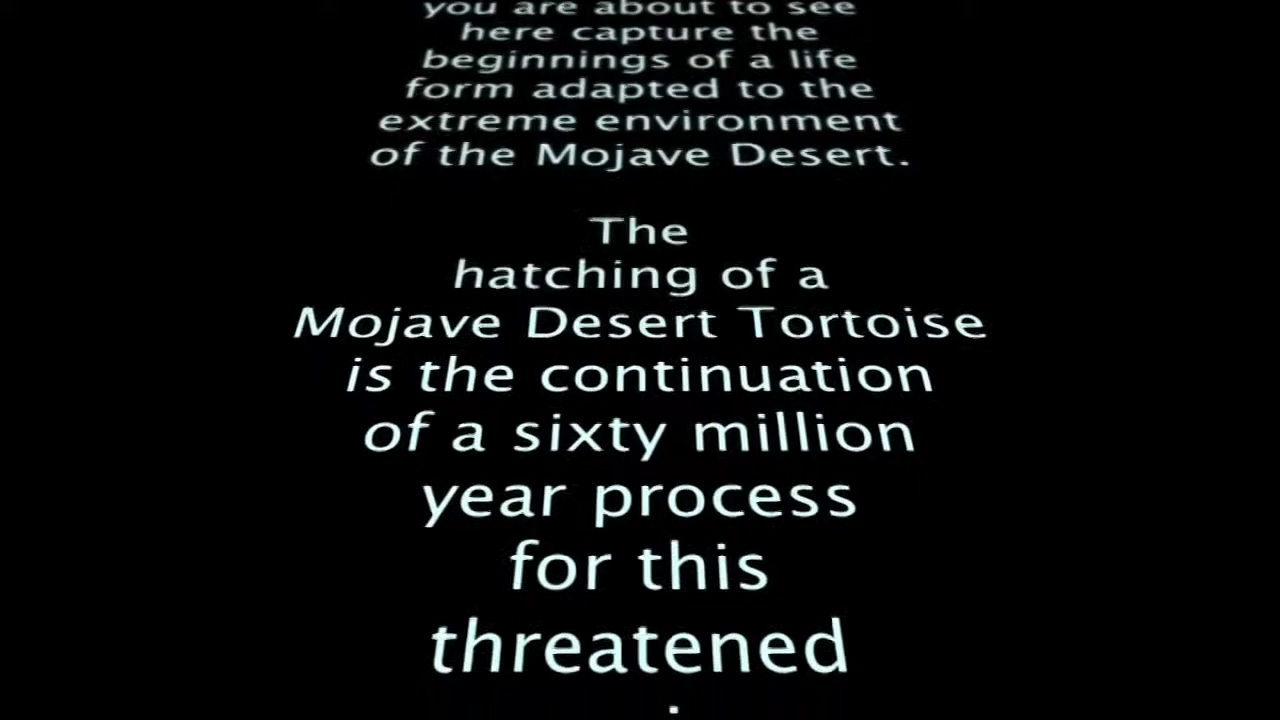 you are about to see
here capture the
beginnings of a life
form adapted to the
extreme environment
of the Mojave Desert.
The
hatching of a
Mojave Desert Tortoise
is the continuation
of a sixty million
year process
for this
threatened